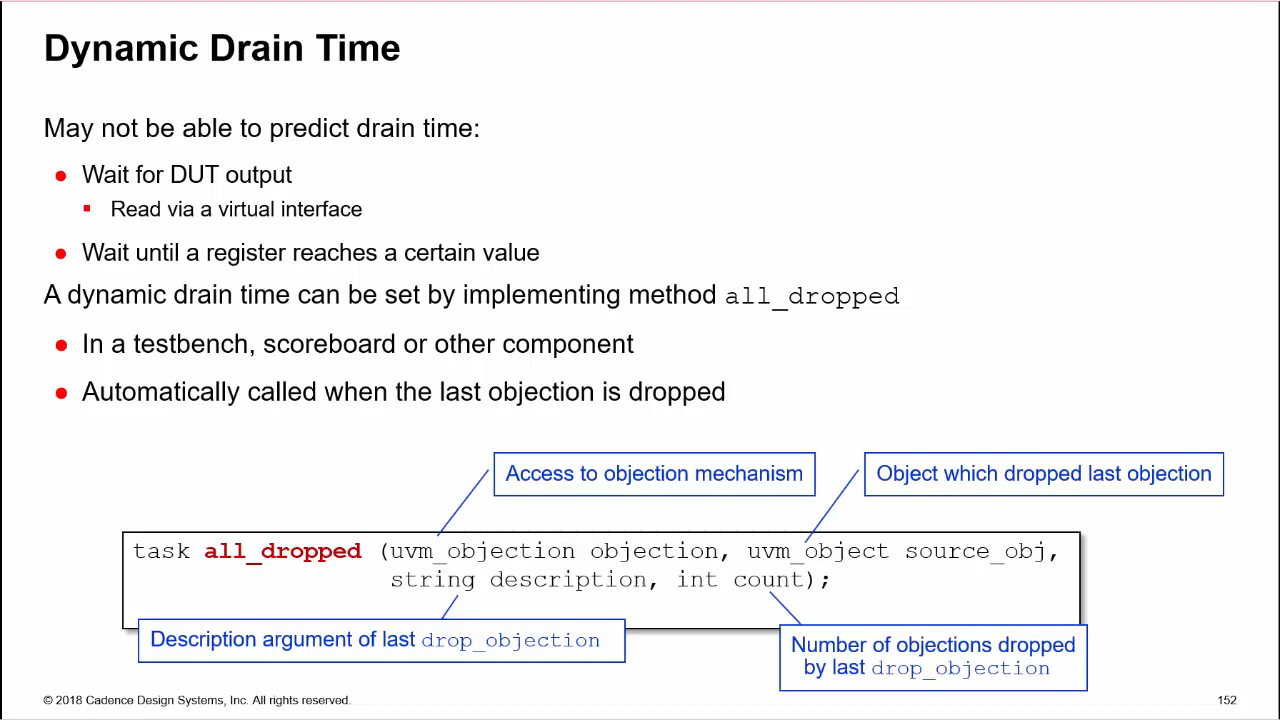 Dynamic Drain Time
May not be able to predict drain time:
● Wait for DUT output
▪ Read via a virtual interface
● Wait until a register reaches a certain value
A dynamic drain time can be set by implementing method all_dropped
● In a testbench, scoreboard or other component
● Automatically called when the last objection is dropped
Access to objection mechanism
Object which dropped last objection
task all_dropped (uvm_objection objection, uvm_object source_obj,
string description, int count);
Description argument of last drop_objection
Number of objections dropped
by last drop_objection
© 2018 Cadence Design Systems, Inc. All rights reserved.
152